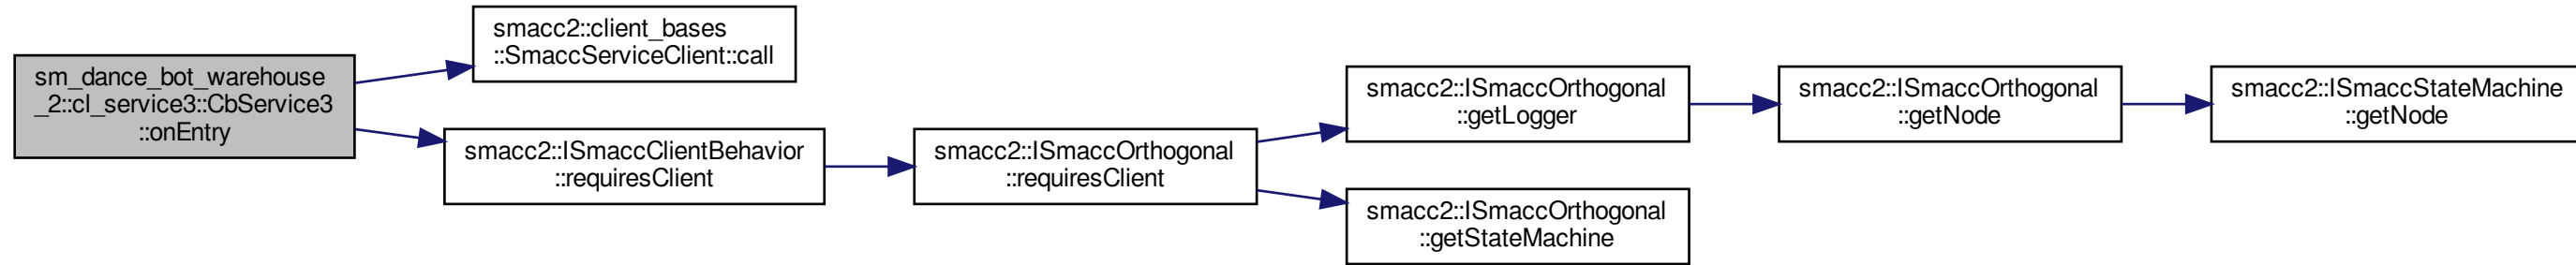 sm_dance_bot_warehouse
_2::cl_service3::CbService3
::onEntry
smacc2::client_bases
::SmaccServiceClient::call
smacc2::ISmaccClientBehavior
::requiresClient
smacc2::ISmaccOrthogonal
::requiresClient
smacc2::ISmaccOrthogonal
::getLogger
smacc2::ISmaccOrthogonal
::getNode
smacc2::ISmaccStateMachine
::getNode
smacc2::ISmaccOrthogonal
::getStateMachine